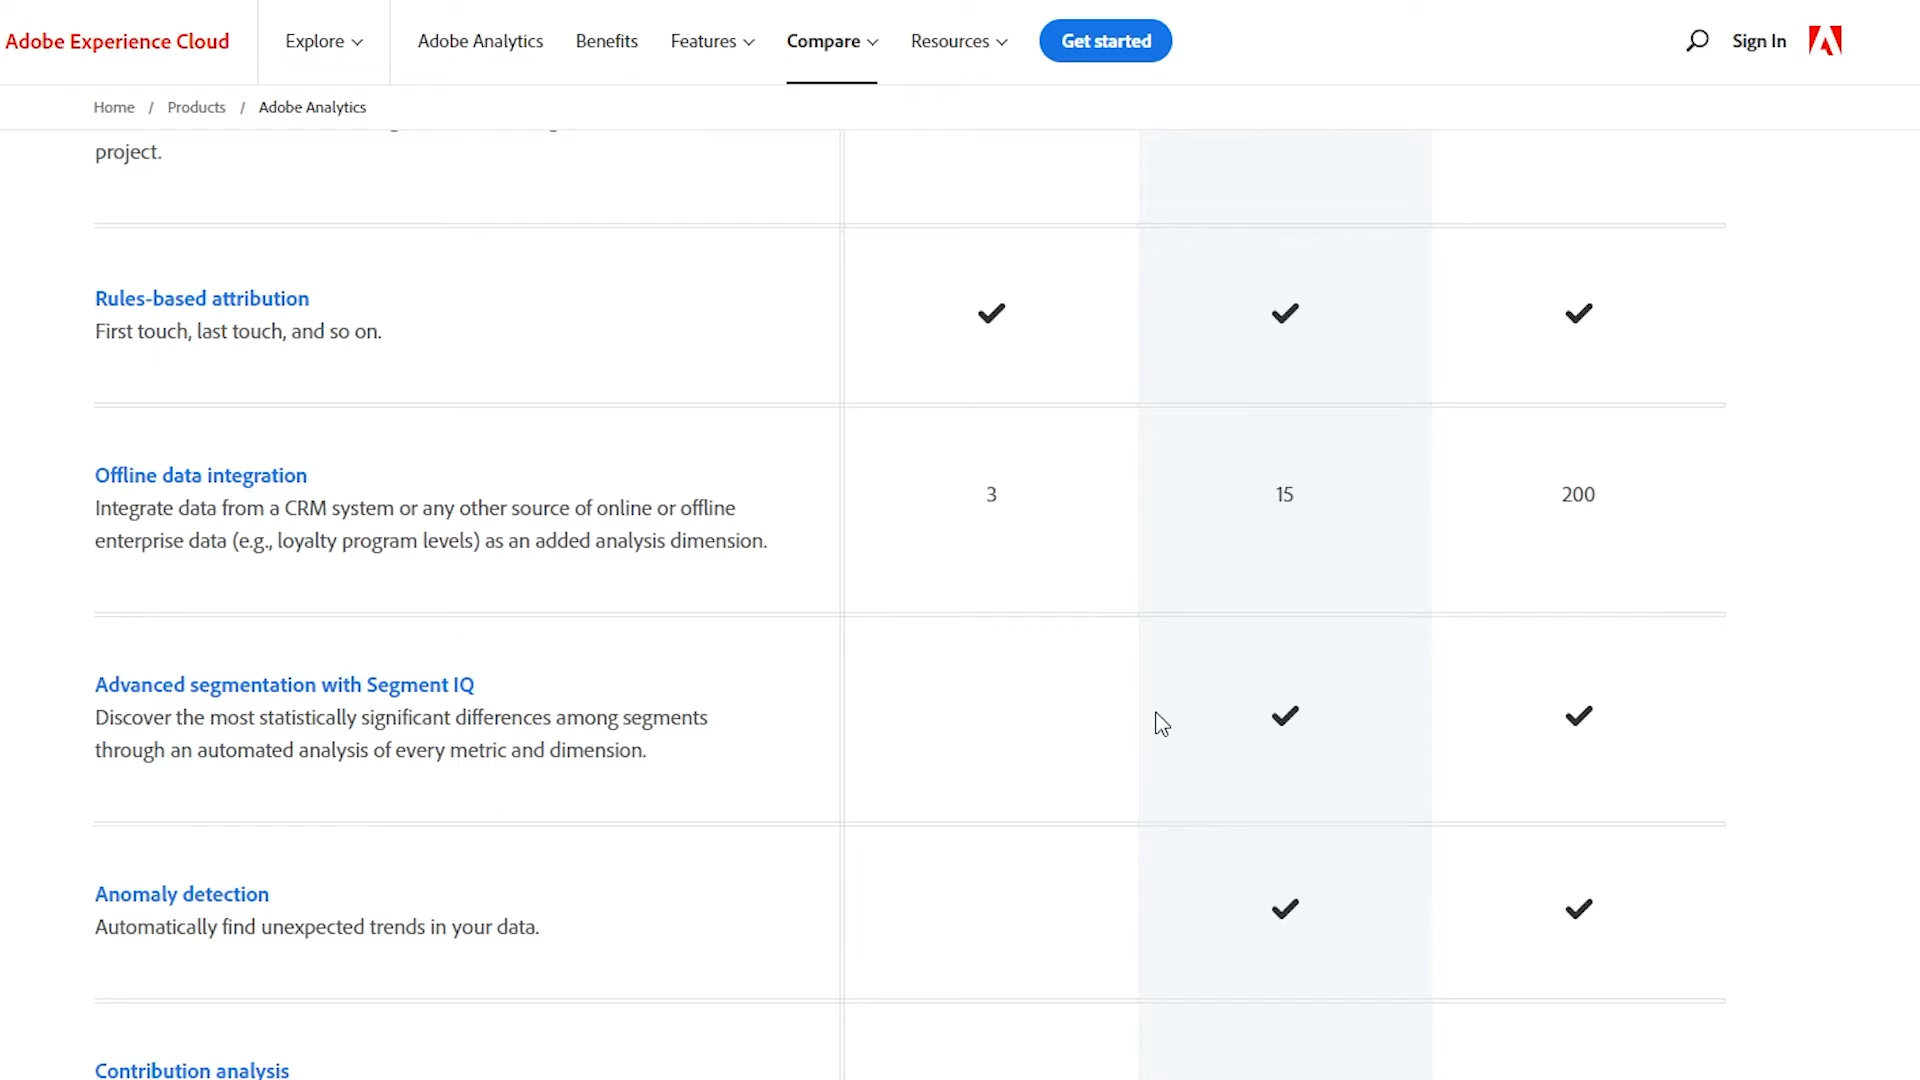 Adobe Experience Cloud
Explore
Adobe Analytics
Benefits
Features
Compare
Resources
Get started
Sign In
Home / Products / Adobe Analytics
project.
Rules-based attribution
First touch, last touch, and so on.
Offline data integration
Integrate data from a CRM system or any other source of online or offline
enterprise data (e.g., loyalty program levels) as an added analysis dimension.
3
15
200
Advanced segmentation with Segment IQ
Discover the most statistically significant differences among segments
through an automated analysis of every metric and dimension.
Anomaly detection
Automatically find unexpected trends in your data.
Contribution analysis